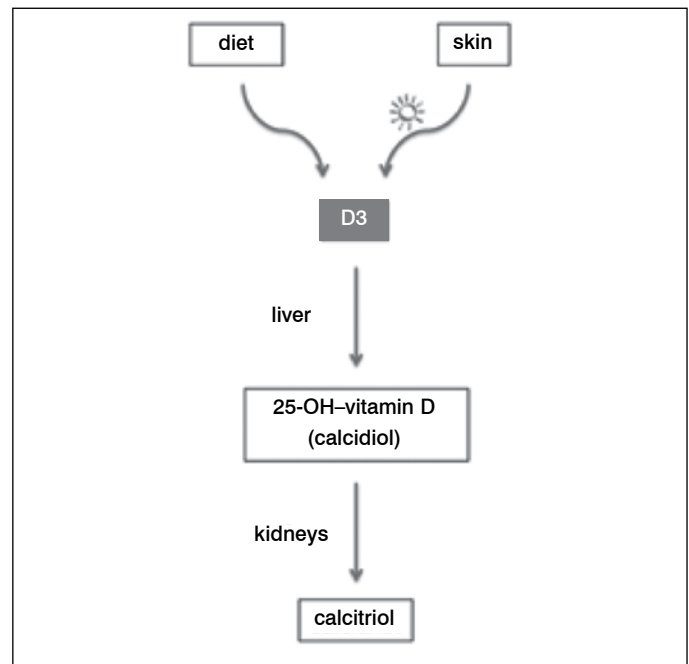 diet
skin
D3
liver
25-OH–vitamin D
(calcidiol)
kidneys
calcitriol